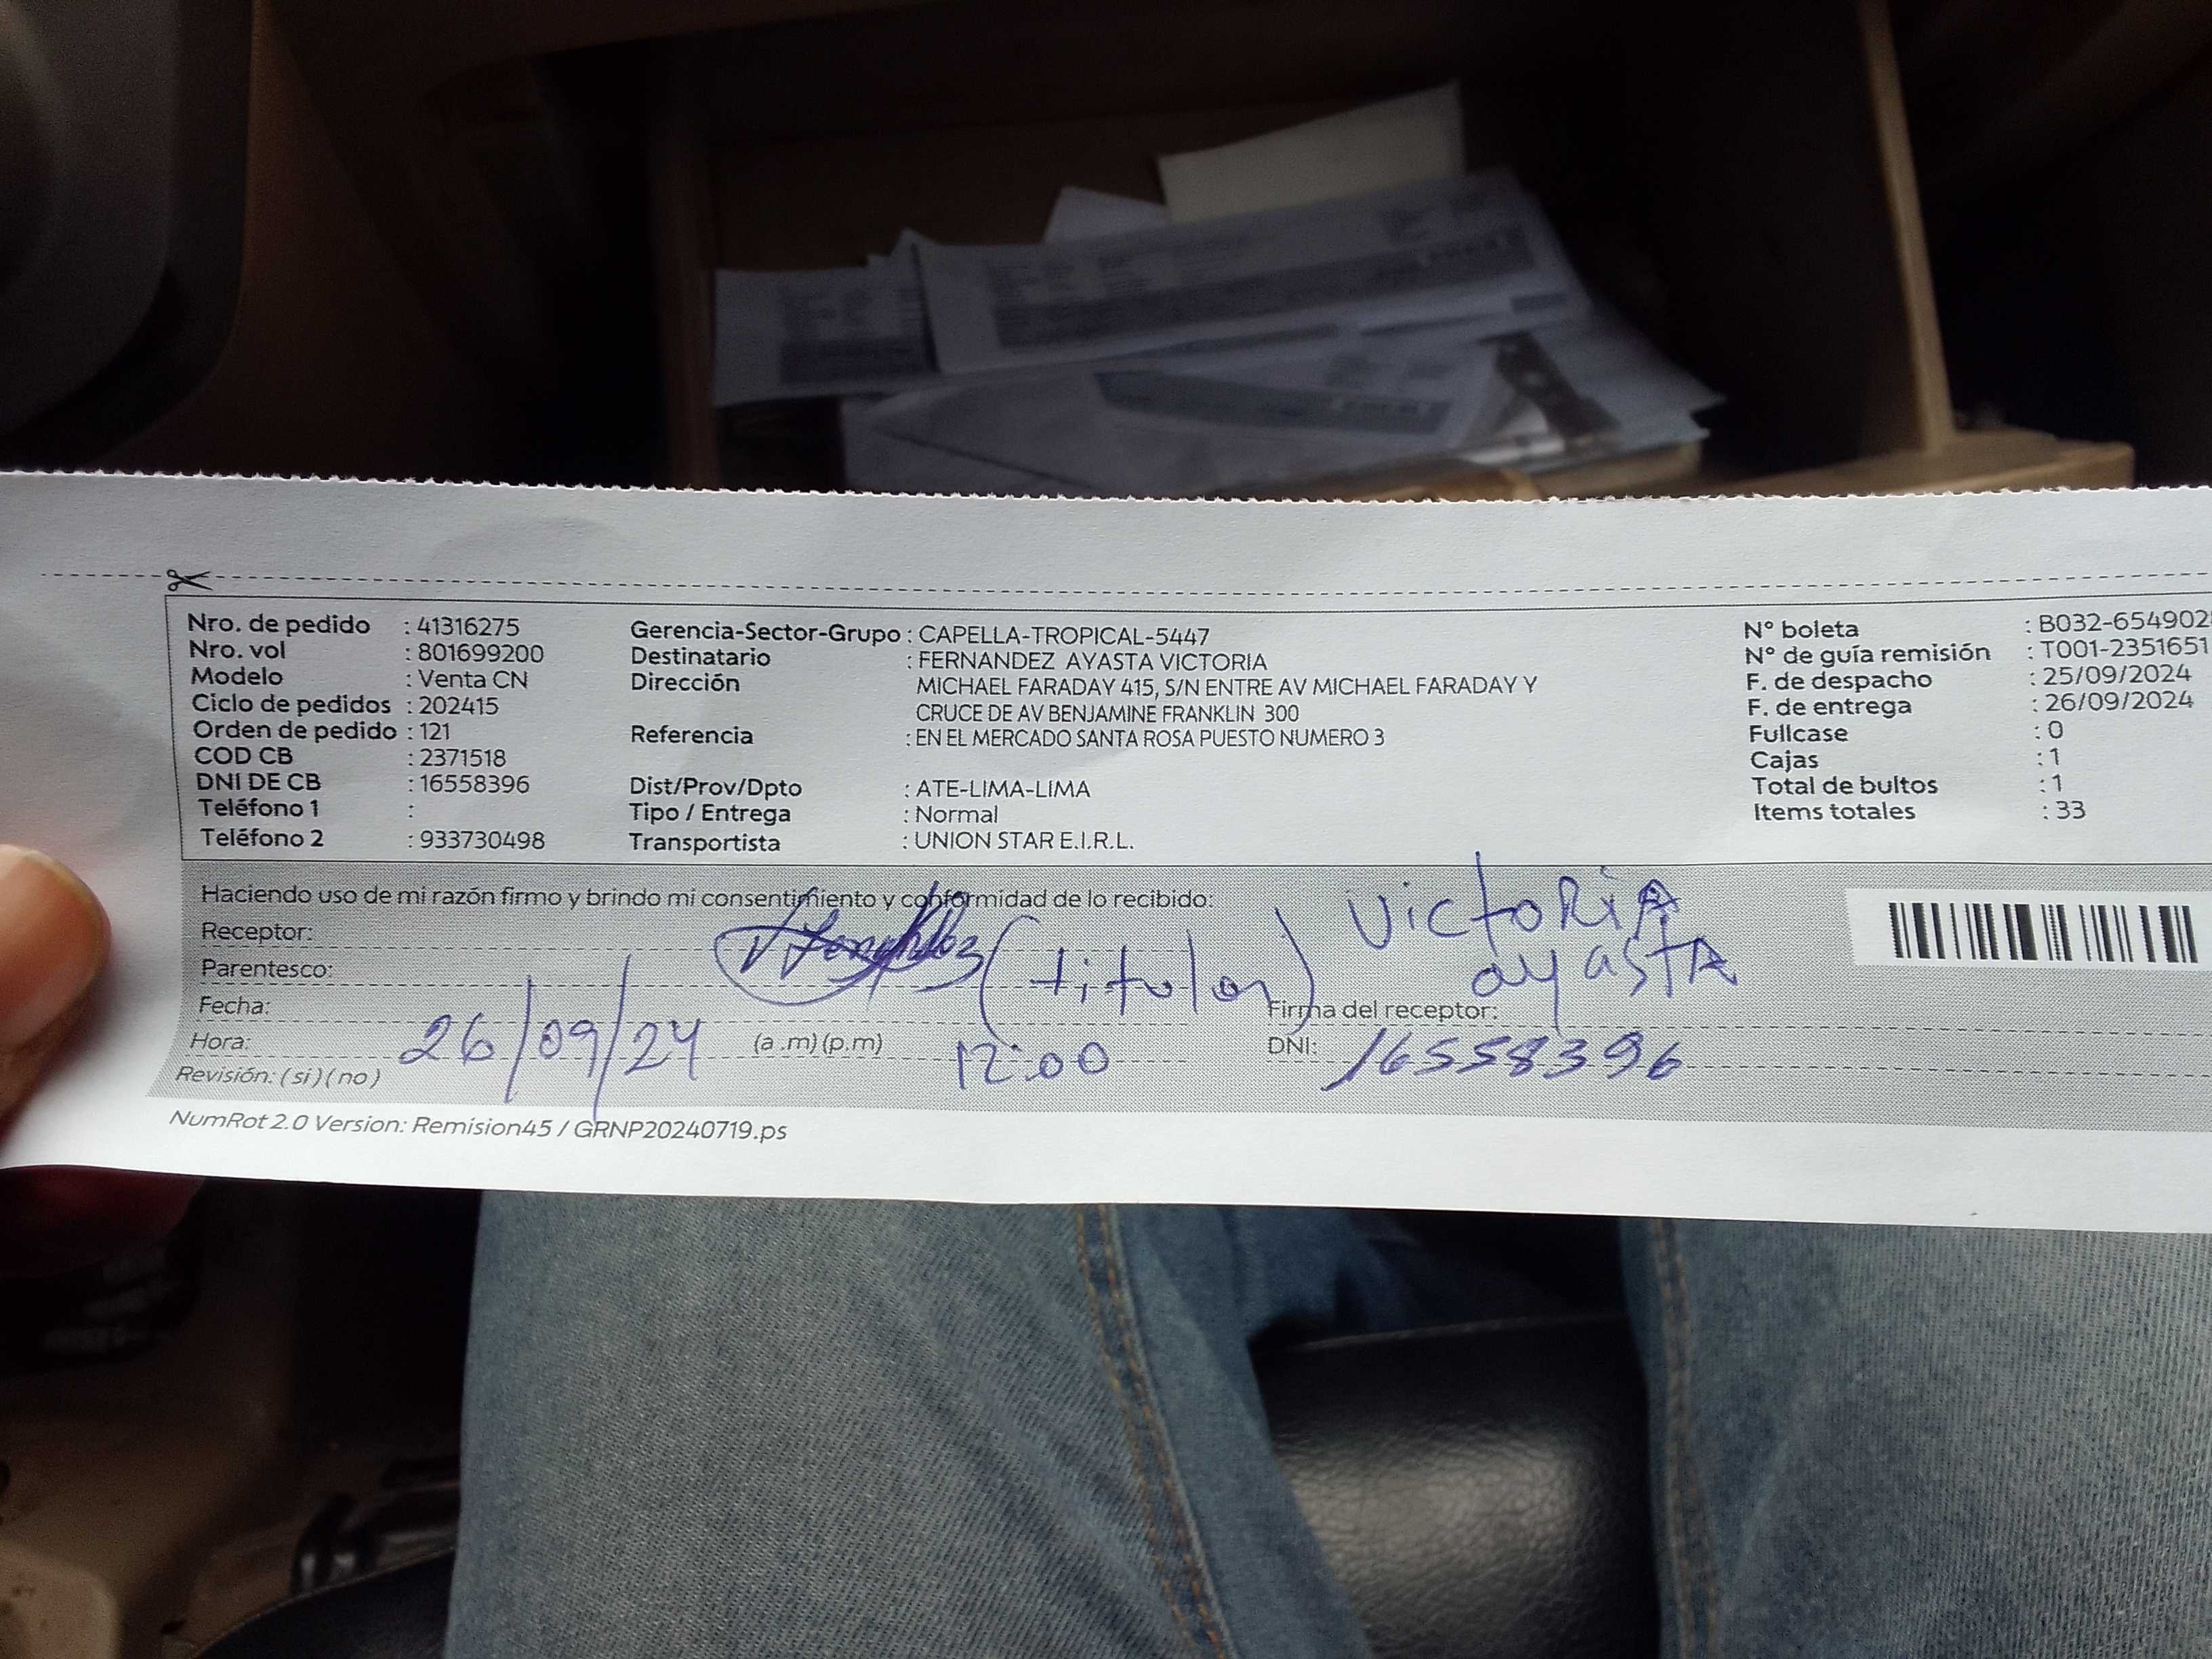 Nro. de pedido : 41316275
Nro. vol : 801699200
Modelo : Venta CN
Ciclo de pedidos : 202415
Orden de pedido : 121
COD CB : 2371518
DNI DE CB : 16558396
Teléfono 1 :
Teléfono 2 : 933730498
Gerencia-Sector-Grupo : CAPELLA-TROPICAL-5447
Destinatario : FERNANDEZ AYASTA VICTORIA
Dirección MICHAEL FARADAY 415, S/N ENTRE AV MICHAEL FARADAY Y
CRUCE DE AV BENJAMINE FRANKLIN 300
Referencia : EN EL MERCADO SANTA ROSA PUESTO NUMERO 3
Dist/Prov/Dpto : ATE-LIMA-LIMA
Tipo / Entrega : Normal
Transportista : UNION STAR E.I.R.L.
N° boleta : B032-654902
N° de guía remisión : T001-2351651
F. de despacho : 25/09/2024
F. de entrega : 26/09/2024
Fullcase : 0
Cajas : 1
Total de bultos : 1
Items totales : 33
Haciendo uso de mi razón firmo y brindo mi consentimiento y conformidad de lo recibido:
Receptor: VictoRiA
Parentesco: (titular) ayASTA
Fecha: Firma del receptor:
Hora: 26/09/24 (a .m) (p.m) 12:00 DNI: 16558396
Revisión: (si) (no)
NumRot 2.0 Version: Remísion45 / GRNP20240719.ps